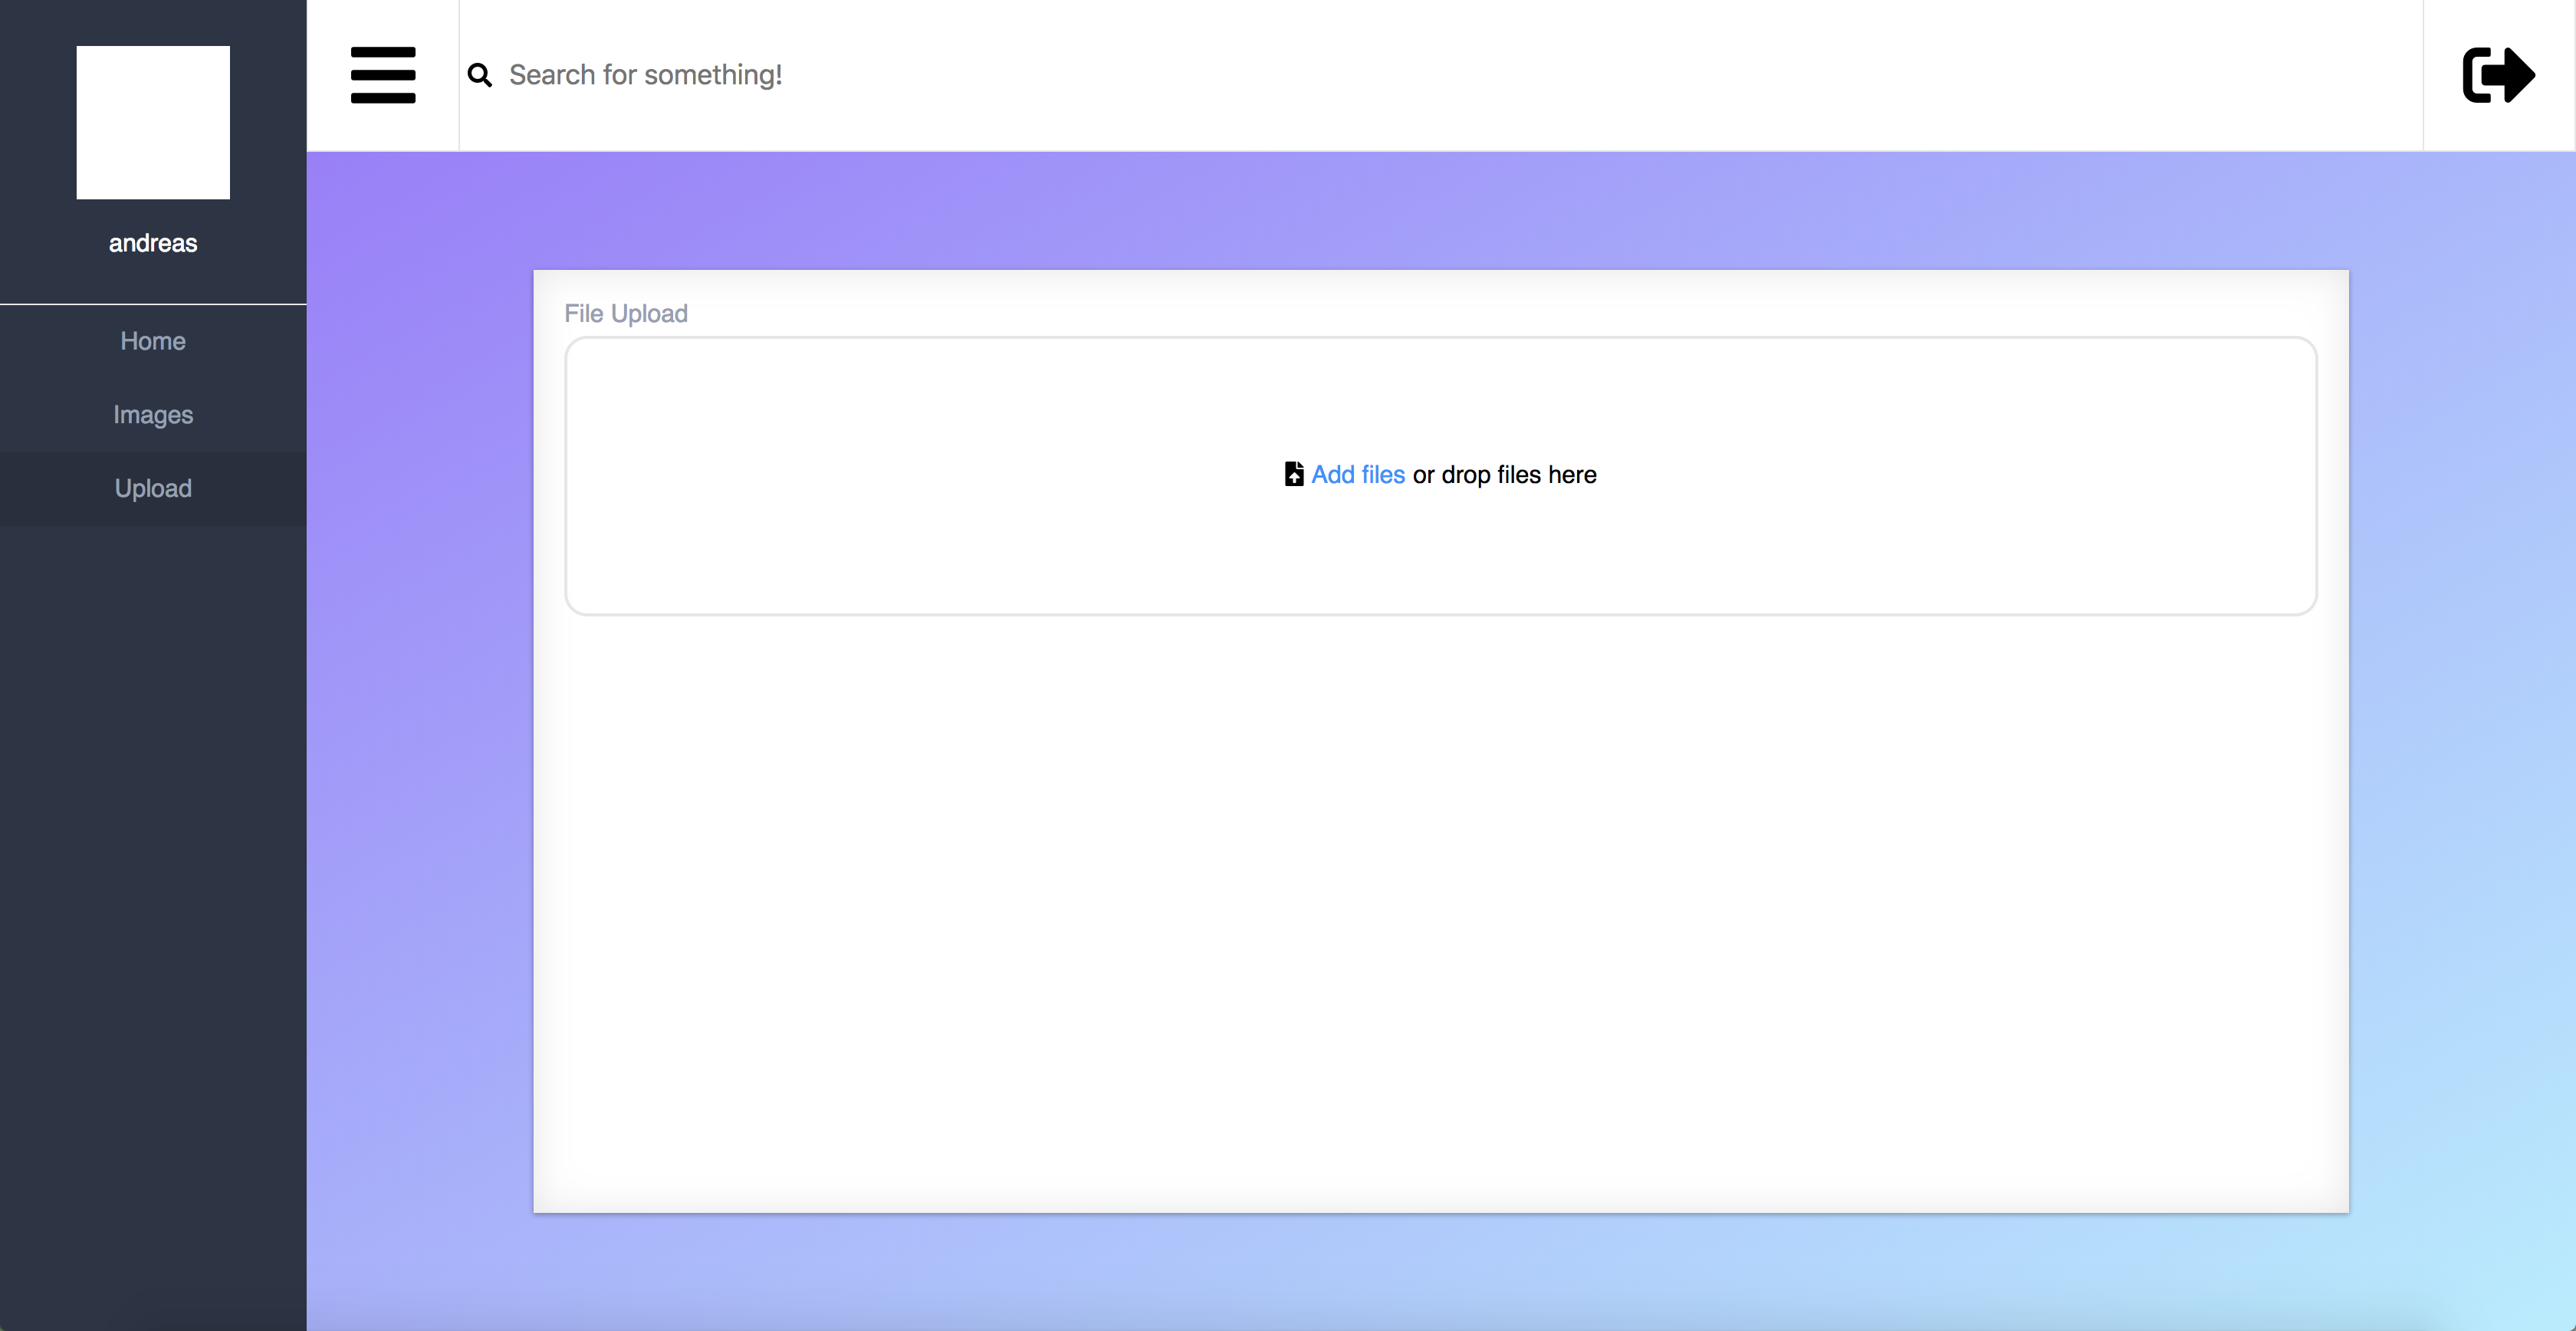 Search for something!
andreas
Home
Images
Upload
File Upload
Add files or drop files here